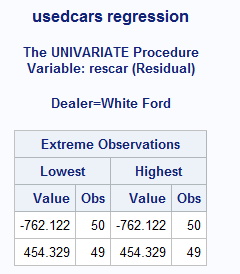 usedcars regression
The UNIVARIATE Procedure
Variable: rescar (Residual)
Dealer=White Ford
Extreme Observations
Lowest Highest
Value Obs Value Obs
-762.122 50 -762.122 50
454.329 49 454.329 49